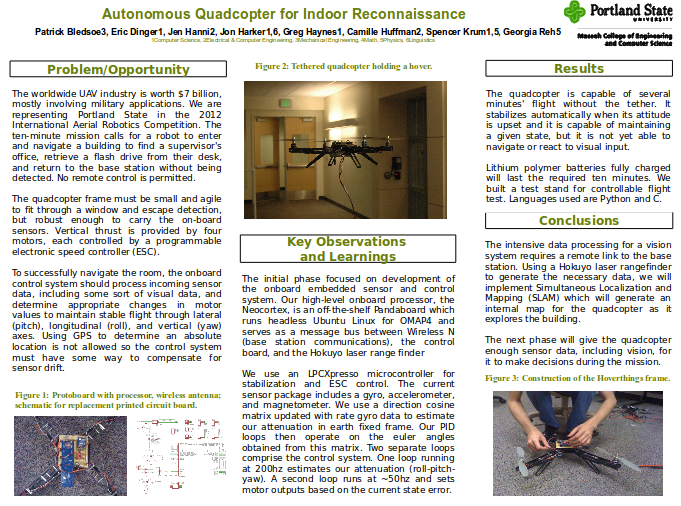 Autonomous Quadcopter for Indoor Reconnaissance
Patrick Bledsoe3, Eric Dinger1, Jen Hanni2, Jon Harker1,6, Greg Haynes1, Camille Huffman2, Spencer Krum1,5, Georgia Reh5
1Computer Science, 2Electrical & Computer Engineering, 3Mechanical Engineering, 4Math, 5Physics, 6Linguistics
Portland State
UNIVERSITY
Maseeh College of Engineering
and Computer Science
Problem/Opportunity
The worldwide UAV industry is worth $7 billion,
mostly involving military applications. We are
representing Portland State in the 2012
International Aerial Robotics Competition. The
ten-minute mission calls for a robot to enter
and navigate a building to find a supervisor's
office, retrieve a flash drive from their desk,
and return to the base station without being
detected. No remote control is permitted.
The quadcopter frame must be small and agile
to fit through a window and escape detection,
but robust enough to carry the on-board
sensors. Vertical thrust is provided by four
motors, each controlled by a programmable
electronic speed controller (ESC).
To successfully navigate the room, the onboard
control system should process incoming sensor
data, including some sort of visual data, and
determine appropriate changes in motor
values to maintain stable flight through lateral
(pitch), longitudinal (roll), and vertical (yaw)
axes. Using GPS to determine an absolute
location is not allowed so the control system
must have some way to compensate for
sensor drift.
Figure 1: Protoboard with processor, wireless antenna;
schematic for replacement printed circuit board.
Figure 2: Tethered quadcopter holding a hover.
Key Observations
and Learnings
The initial phase focused on development of
the onboard embedded sensor and control
system. Our high-level onboard processor, the
Neocortex, is an off-the-shelf Pandaboard which
runs headless Ubuntu Linux for OMAP4 and
serves as a message bus between Wireless N
(base station communications), the control
board, and the Hokuyo laser range finder
We use an LPCXpresso microcontroller for
stabilization and ESC control. The current
sensor package includes a gyro, accelerometer,
and magnetometer. We use a direction cosine
matrix updated with rate gyro data to estimate
our attenuation in earth fixed frame. Our PID
loops then operate on the euler angles
obtained from this matrix. Two separate loops
comprise the control system. One loop running
at 200hz estimates our attenuation (roll-pitch-
yaw). A second loop runs at ~50hz and sets
motor outputs based on the current state error.
Results
The quadcopter is capable of several
minutes' flight without the tether. It
stabilizes automatically when its attitude
is upset and it is capable of maintaining
a given state, but it is not yet able to
navigate or react to visual input.
Lithium polymer batteries fully charged
will last the required ten minutes. We
built a test stand for controllable flight
test. Languages used are Python and C.
Conclusions
The intensive data processing for a vision
system requires a remote link to the base
station. Using a Hokuyo laser rangefinder
to generate the necessary data, we will
implement Simultaneous Localization and
Mapping (SLAM) which will generate an
internal map for the quadcopter as it
explores the building.
The next phase will give the quadcopter
enough sensor data, including vision, for
it to make decisions during the mission.
Figure 3: Construction of the Hoverthings frame.